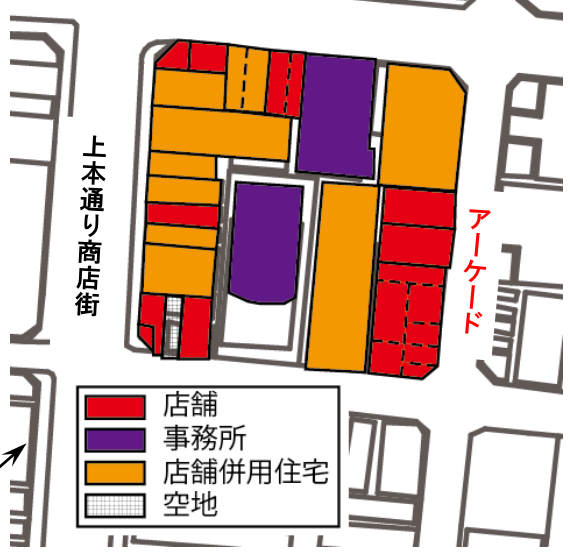 上本通り商店街
アーケード
店舗
事務所
店舗併用住宅
空地